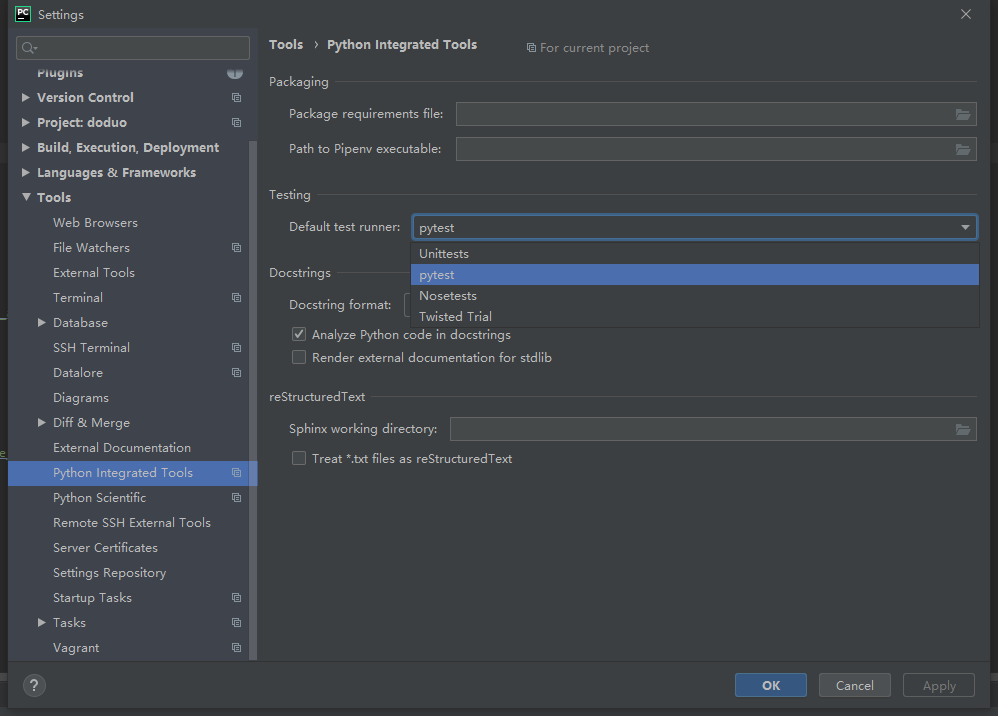 PC
Settings
Plugins
1
Version Control
Project: doduo
Build, Execution, Deployment
Languages & Frameworks
Tools
Web Browsers
File Watchers
External Tools
Terminal
Database
SSH Terminal
Datalore
Diagrams
Diff & Merge
External Documentation
Python Integrated Tools
Python Scientific
Remote SSH External Tools
Server Certificates
Settings Repository
Startup Tasks
Tasks
Vagrant
Tools › Python Integrated Tools
For current project
Packaging
Package requirements file:
Path to Pipenv executable:
Testing
Default test runner: pytest
Unittests
pytest
Nosetests
Twisted Trial
Docstrings
Docstring format:
Analyze Python code in docstrings
Render external documentation for stdlib
reStructuredText
Sphinx working directory:
Treat *.txt files as reStructuredText
?
OK
Cancel
Apply